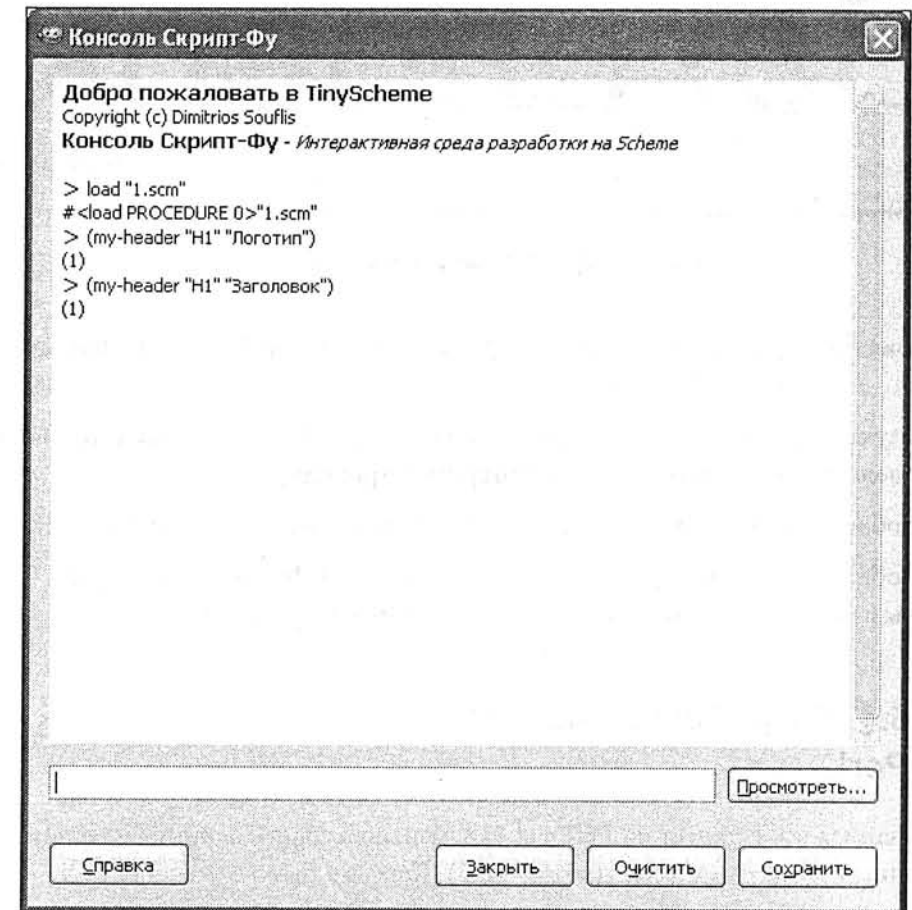 Консоль Скрипт-Фу
Добро пожаловать в TinyScheme
Copyright (c) Dimitrios Souflis
Консоль Скрипт-Фу - Интерактивная среда разработки на Scheme
> load "1.scm"
#<load PROCEDURE 0>"1.scm"
> (my-header "H1" "Логотип")
(1)
> (my-header "H1" "Заголовок")
(1)
Просмотреть...
Справка
Закрыть
Очистить
Сохранить